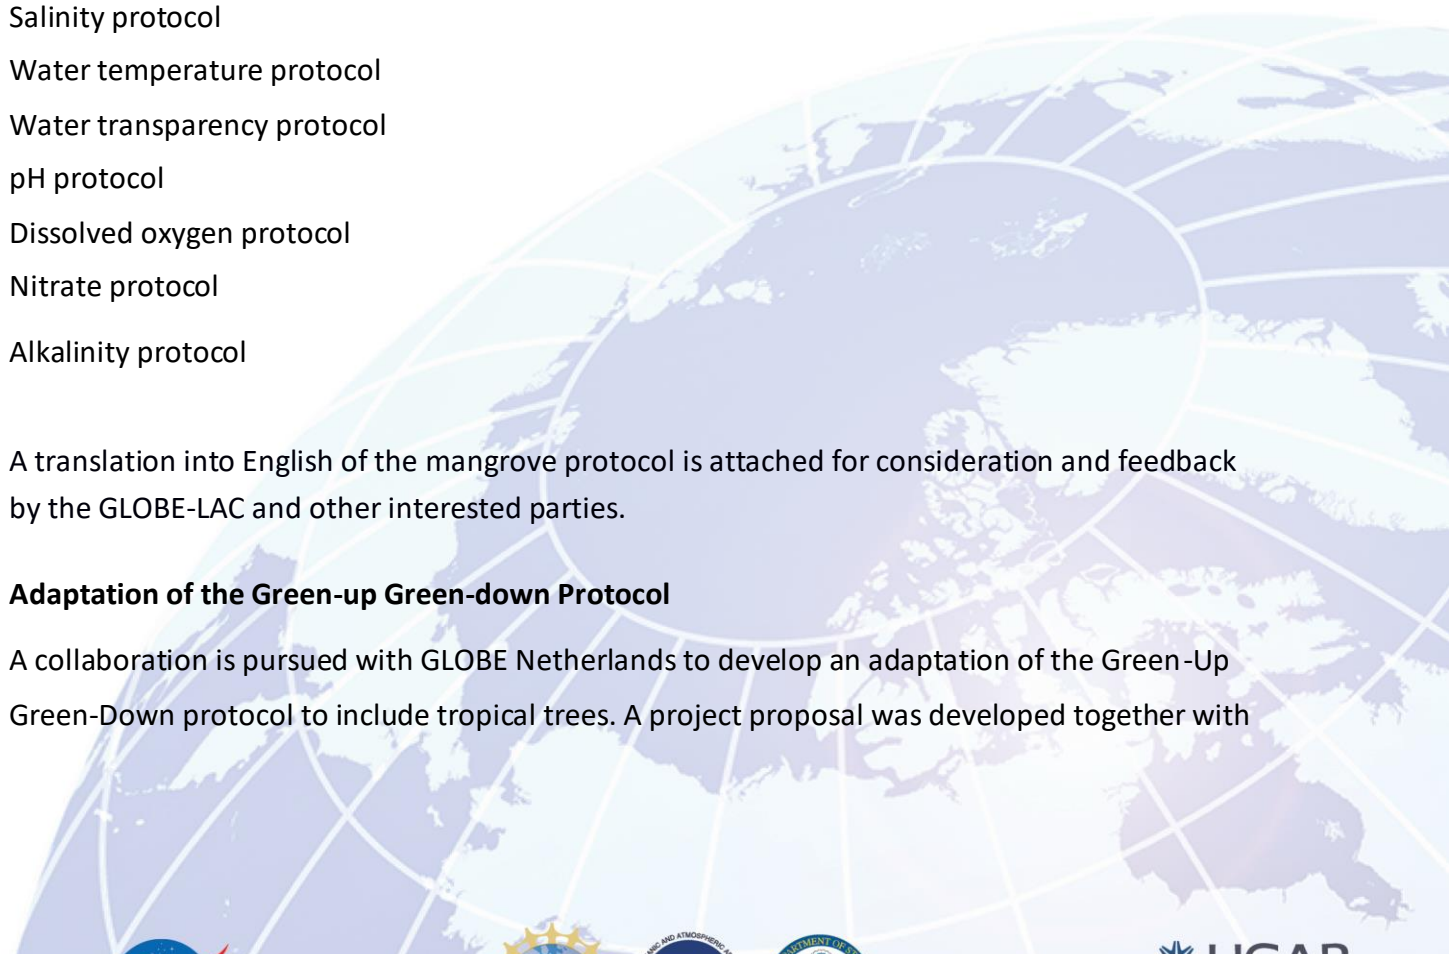 Salinity protocol
Water temperature protocol
Water transparency protocol
pH protocol
Dissolved oxygen protocol
Nitrate protocol
Alkalinity protocol
A translation into English of the mangrove protocol is attached for consideration and feedback
by the GLOBE-LAC and other interested parties.
Adaptation of the Green-up Green-down Protocol
A collaboration is pursued with GLOBE Netherlands to develop an adaptation of the Green-Up
Green-Down protocol to include tropical trees. A project proposal was developed together with
AND ATMOSPHERIC
UCAR